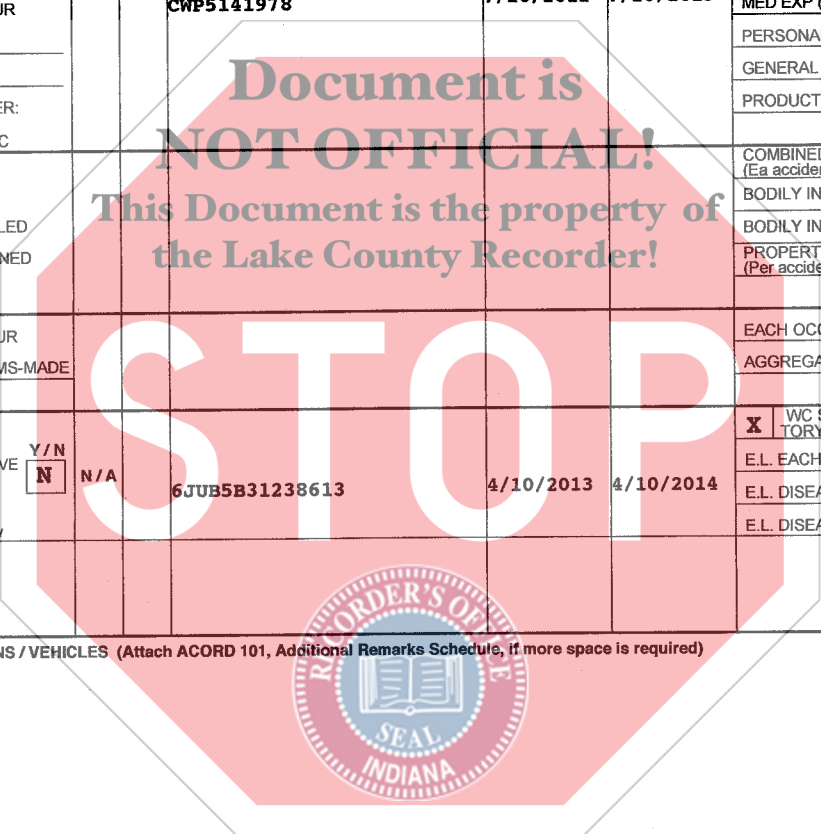 UR CWP5141978 MED EXP (
PERSONA
GENERAL
PRODUCT
ER:
C
Document is
NOT OFFICIAL!
This Document is the property of
the Lake County Recorder!
COMBINED
(Ea accider
BODILY IN
LED BODILY IN
NED PROPERT
(Per accide
UR EACH OCC
MS-MADE AGGREGA
STOP
X WC S
TORY
Y/N
VE N N/A E.L. EACH
6JUB5B31238613 4/10/2013 4/10/2014 E.L. DISEA
E.L. DISEA
NS / VEHICLES (Attach ACORD 101, Additional Remarks Schedule, if more space is required)
RECORDER'S OFFICE
SEAL
INDIANA